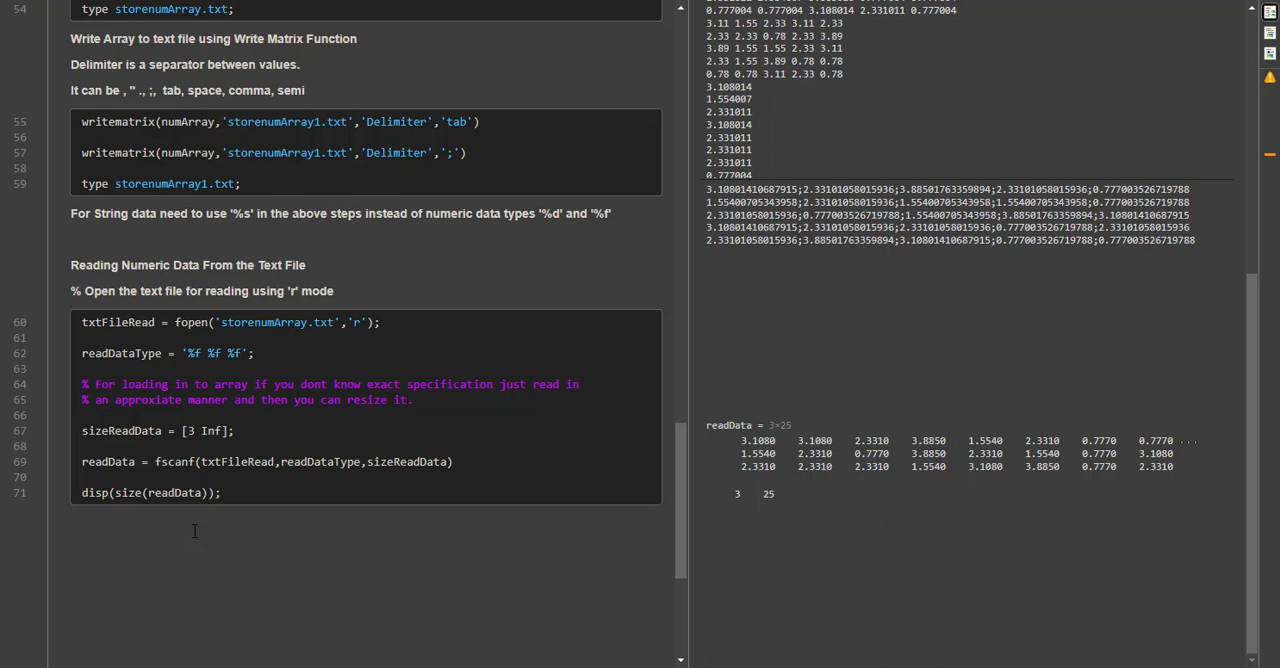 54 type storenumArray.txt;
Write Array to text file using Write Matrix Function
Delimiter is a separator between values.
It can be , " ., ;, tab, space, comma, semi
55 writematrix(numArray,'storenumArray1.txt','Delimiter','tab')
56
57 writematrix(numArray,'storenumArray1.txt','Delimiter',';')
58
59 type storenumArray1.txt;
For String data need to use '%s' in the above steps instead of numeric data types '%d' and '%f'
Reading Numeric Data From the Text File
% Open the text file for reading using 'r' mode
60 txtFileRead = fopen('storenumArray.txt','r');
61
62 readDataType = '%f %f %f';
63
64 % For loading in to array if you dont know exact specification just read in
65 % an approxiate manner and then you can resize it.
66
67 sizeReadData = [3 Inf];
68
69 readData = fscanf(txtFileRead,readDataType,sizeReadData)
70
71 disp(size(readData));
0.777004 0.777004 3.108014 2.331011 0.777004
3.11 1.55 2.33 3.11 2.33
2.33 2.33 0.78 2.33 3.89
3.89 1.55 1.55 2.33 3.11
2.33 1.55 3.89 0.78 0.78
0.78 0.78 3.11 2.33 0.78
3.108014
1.554007
2.331011
3.108014
2.331011
2.331011
2.331011
0.777004
3.10801410687915;2.33101058015936;3.88501763359894;2.33101058015936;0.777003526719788
1.55400705343958;2.33101058015936;1.55400705343958;1.55400705343958;2.33101058015936
2.33101058015936;0.777003526719788;1.55400705343958;3.88501763359894;3.10801410687915
3.10801410687915;2.33101058015936;2.33101058015936;0.777003526719788;2.33101058015936
2.33101058015936;3.88501763359894;3.10801410687915;0.777003526719788;0.777003526719788
readData = 3×25
3.1080 3.1080 2.3310 3.8850 1.5540 2.3310 0.7770 0.7770 ...
1.5540 2.3310 0.7770 3.8850 2.3310 1.5540 0.7770 3.1080
2.3310 2.3310 2.3310 1.5540 3.1080 3.8850 0.7770 2.3310
3 25